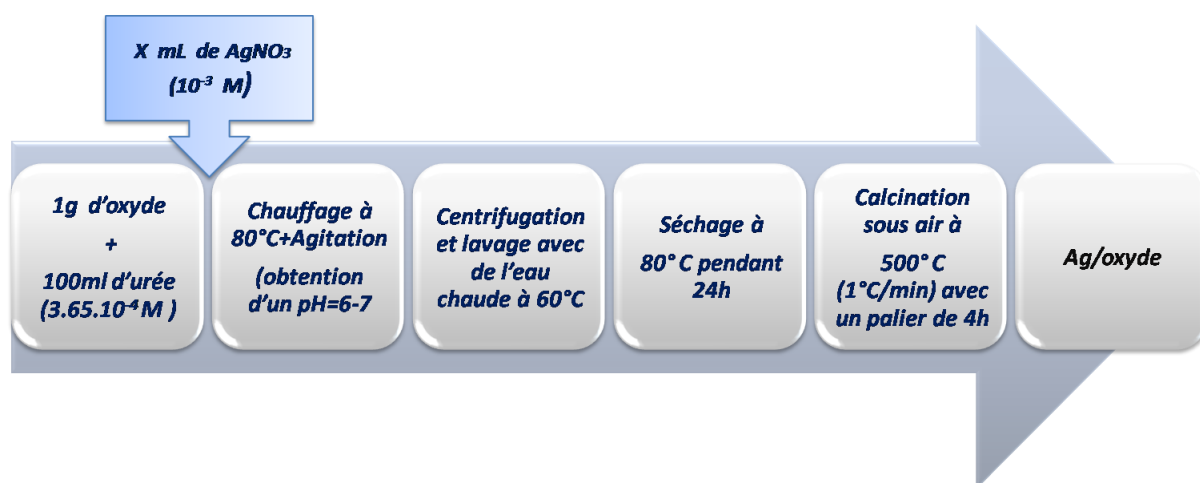 X mL de AgNO₃
(10⁻³ M)
1g d'oxyde
+
100ml d'urée
(3.65.10⁻⁴ M )
Chauffage à
80°C+Agitation
(obtention
d'un pH=6-7
Centrifugation
et lavage avec
de l'eau
chaude à 60°C
Séchage à
80° C pendant
24h
Calcination
sous air à
500° C
(1°C/min) avec
un palier de 4h
Ag/oxyde